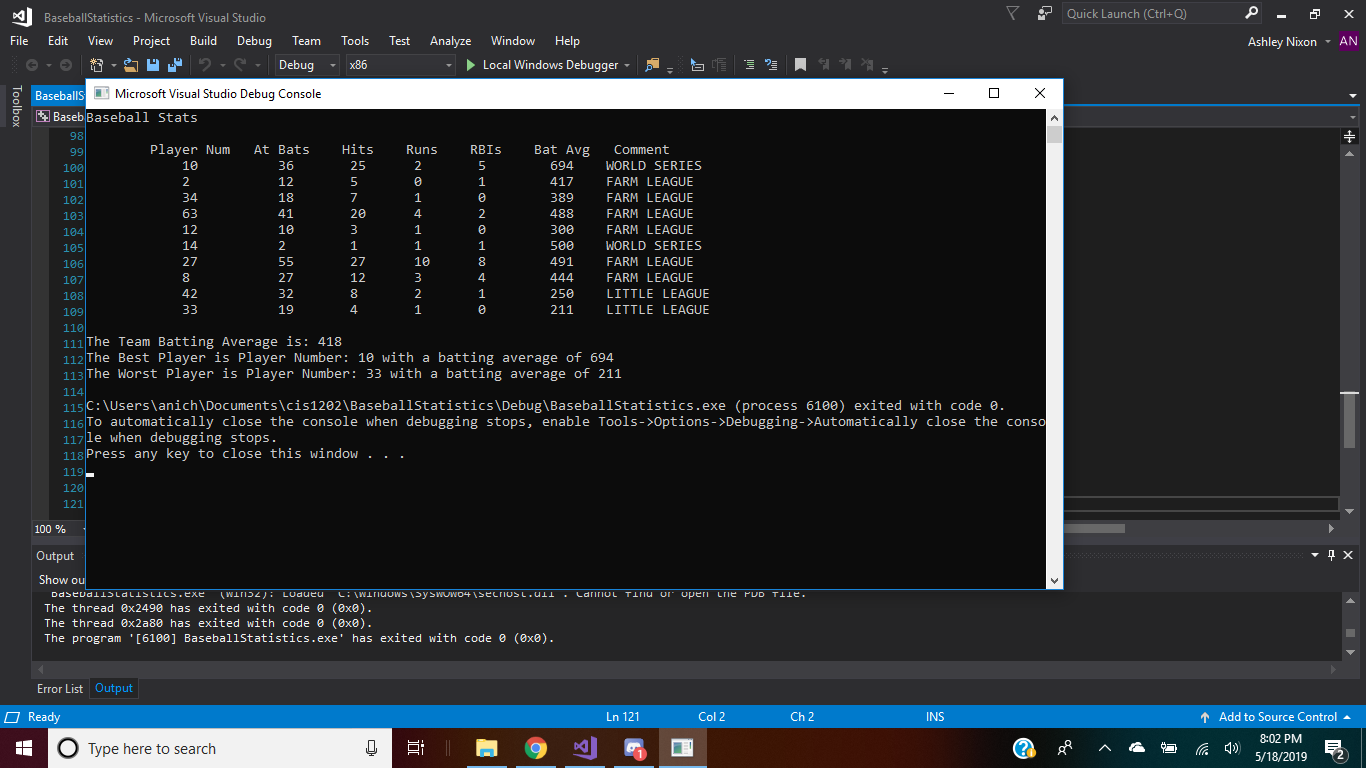 BaseballStatistics - Microsoft Visual Studio
Quick Launch (Ctrl+Q)
File Edit View Project Build Debug Team Tools Test Analyze Window Help
Ashley Nixon AN
Debug x86 Local Windows Debugger
Toolbox
BaseballS
Baseb
Microsoft Visual Studio Debug Console
Baseball Stats
Player Num At Bats Hits Runs RBIs Bat Avg Comment
10 36 25 2 5 694 WORLD SERIES
2 12 5 0 1 417 FARM LEAGUE
34 18 7 1 0 389 FARM LEAGUE
63 41 20 4 2 488 FARM LEAGUE
12 10 3 1 0 300 FARM LEAGUE
14 2 1 1 1 500 WORLD SERIES
27 55 27 10 8 491 FARM LEAGUE
8 27 12 3 4 444 FARM LEAGUE
42 32 8 2 1 250 LITTLE LEAGUE
33 19 4 1 0 211 LITTLE LEAGUE
The Team Batting Average is: 418
The Best Player is Player Number: 10 with a batting average of 694
The Worst Player is Player Number: 33 with a batting average of 211
C:\Users\anich\Documents\cis1202\BaseballStatistics\Debug\BaseballStatistics.exe (process 6100) exited with code 0.
To automatically close the console when debugging stops, enable Tools->Options->Debugging->Automatically close the conso
le when debugging stops.
Press any key to close this window . . .
98
99
100
101
102
103
104
105
106
107
108
109
110
111
112
113
114
115
116
117
118
119
120
121
100 %
Output
Show ou
'BaseballStatistics.exe' (Win32): Loaded 'C:\Windows\SysWOW64\sechost.dll'. Cannot find or open the PDB file.
The thread 0x2490 has exited with code 0 (0x0).
The thread 0x2a80 has exited with code 0 (0x0).
The program '[6100] BaseballStatistics.exe' has exited with code 0 (0x0).
Error List Output
Ready Ln 121 Col 2 Ch 2 INS Add to Source Control
Type here to search
1
8:02 PM
5/18/2019
2